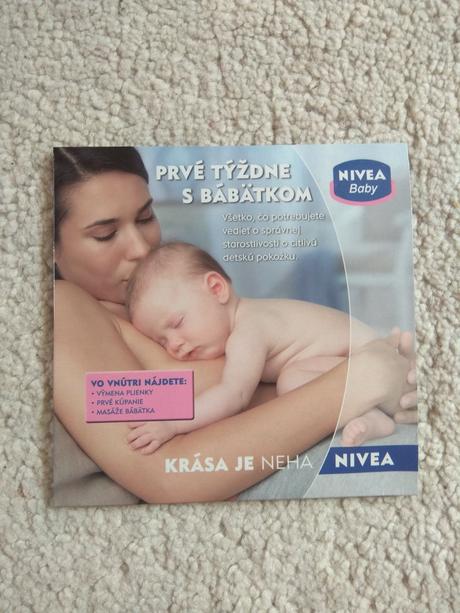 PRVÉ TÝŽDNE
S BÁBÄTKOM
NIVEA
Baby
Všetko, čo potrebujete
vedieť o správnej
starostlivosti o citlivú
detskú pokožku.
VO VNÚTRI NÁJDETE:
• VÝMENA PLIENKY
• PRVÉ KÚPANIE
• MASÁŽE BÁBÄTKA
KRÁSA JE NEHA
NIVEA